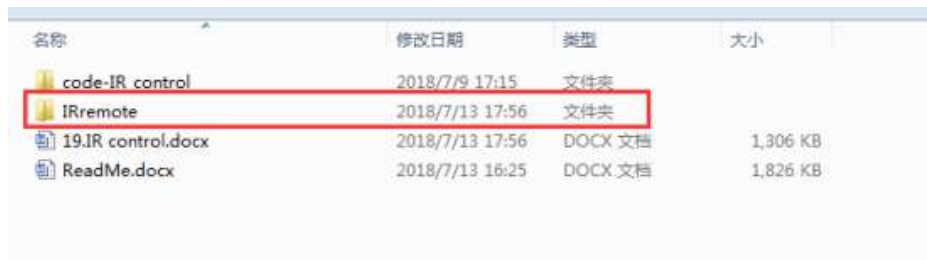 名称 修改日期 类型 大小
code-IR control 2018/7/9 17:15 文件夹
IRremote 2018/7/13 17:56 文件夹
19.IR control.docx 2018/7/13 17:56 DOCX 文档 1,306 KB
ReadMe.docx 2018/7/13 16:25 DOCX 文档 1,826 KB